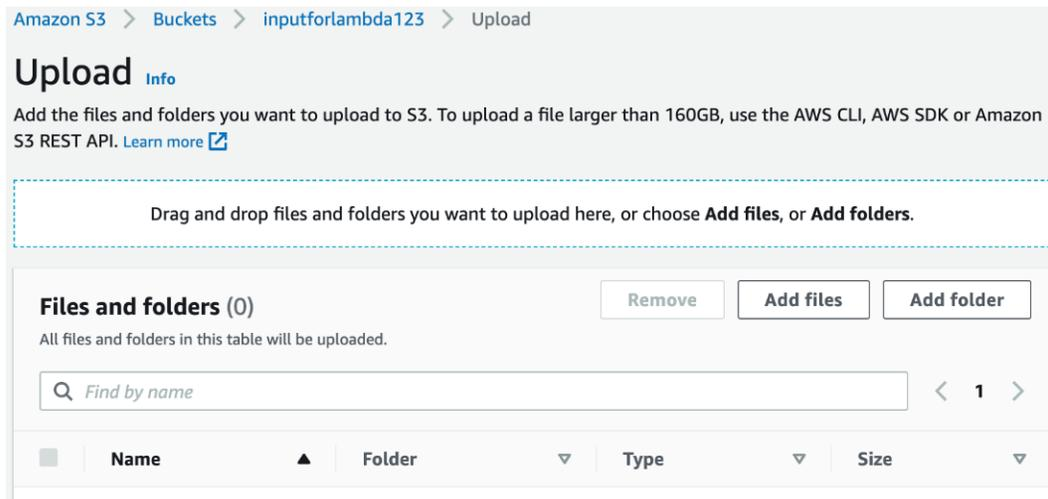 Amazon S3 > Buckets > inputforlambda123 > Upload
Upload Info
Add the files and folders you want to upload to S3. To upload a file larger than 160GB, use the AWS CLI, AWS SDK or Amazon
S3 REST API. Learn more
Drag and drop files and folders you want to upload here, or choose Add files, or Add folders.
Files and folders (0) Remove Add files Add folder
All files and folders in this table will be uploaded.
Find by name < 1 >
Name Folder Type Size